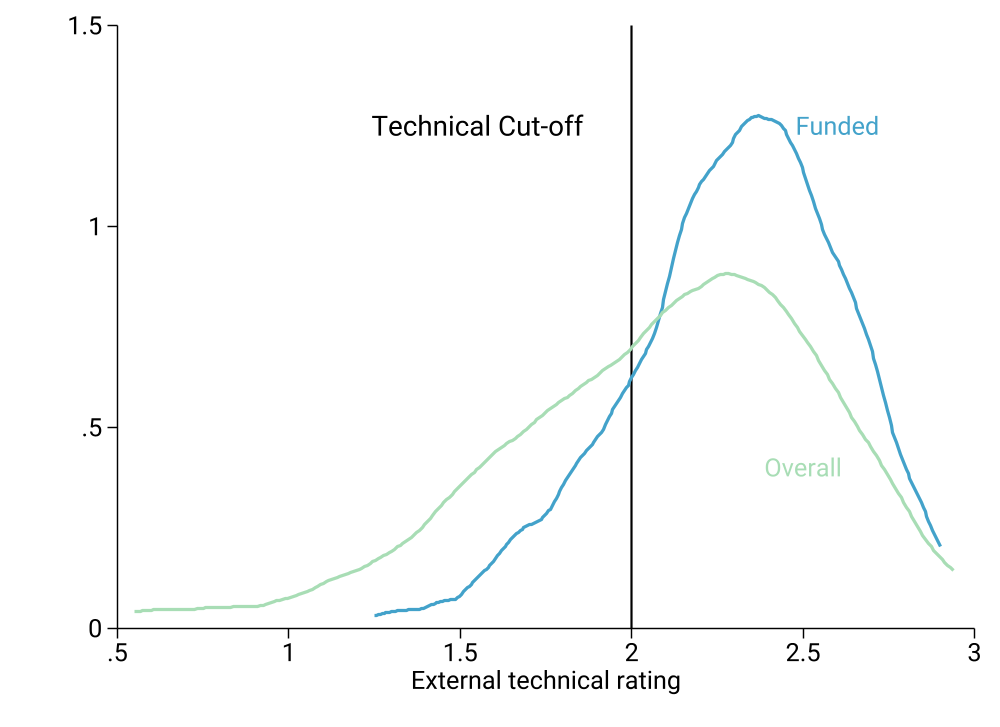 1.5
Technical Cut-off
Funded
1
.5
Overall
0
.5 1 1.5 2 2.5 3
External technical rating